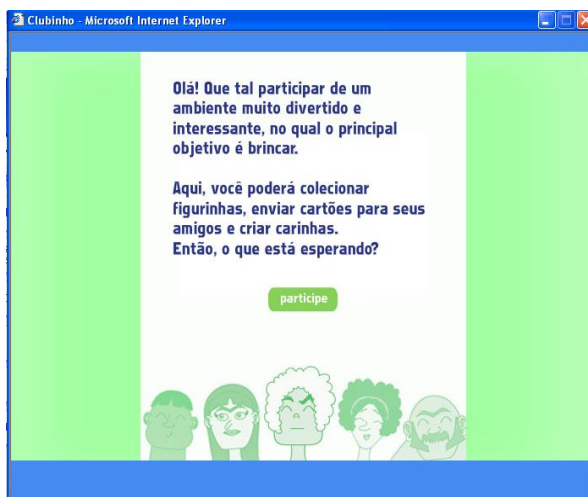 Clubinho - Microsoft Internet Explorer
Olá! Que tal participar de um
ambiente muito divertido e
interessante, no qual o principal
objetivo é brincar.
Aqui, você poderá colecionar
figurinhas, enviar cartões para seus
amigos e criar carinhas.
Então, o que está esperando?
participe